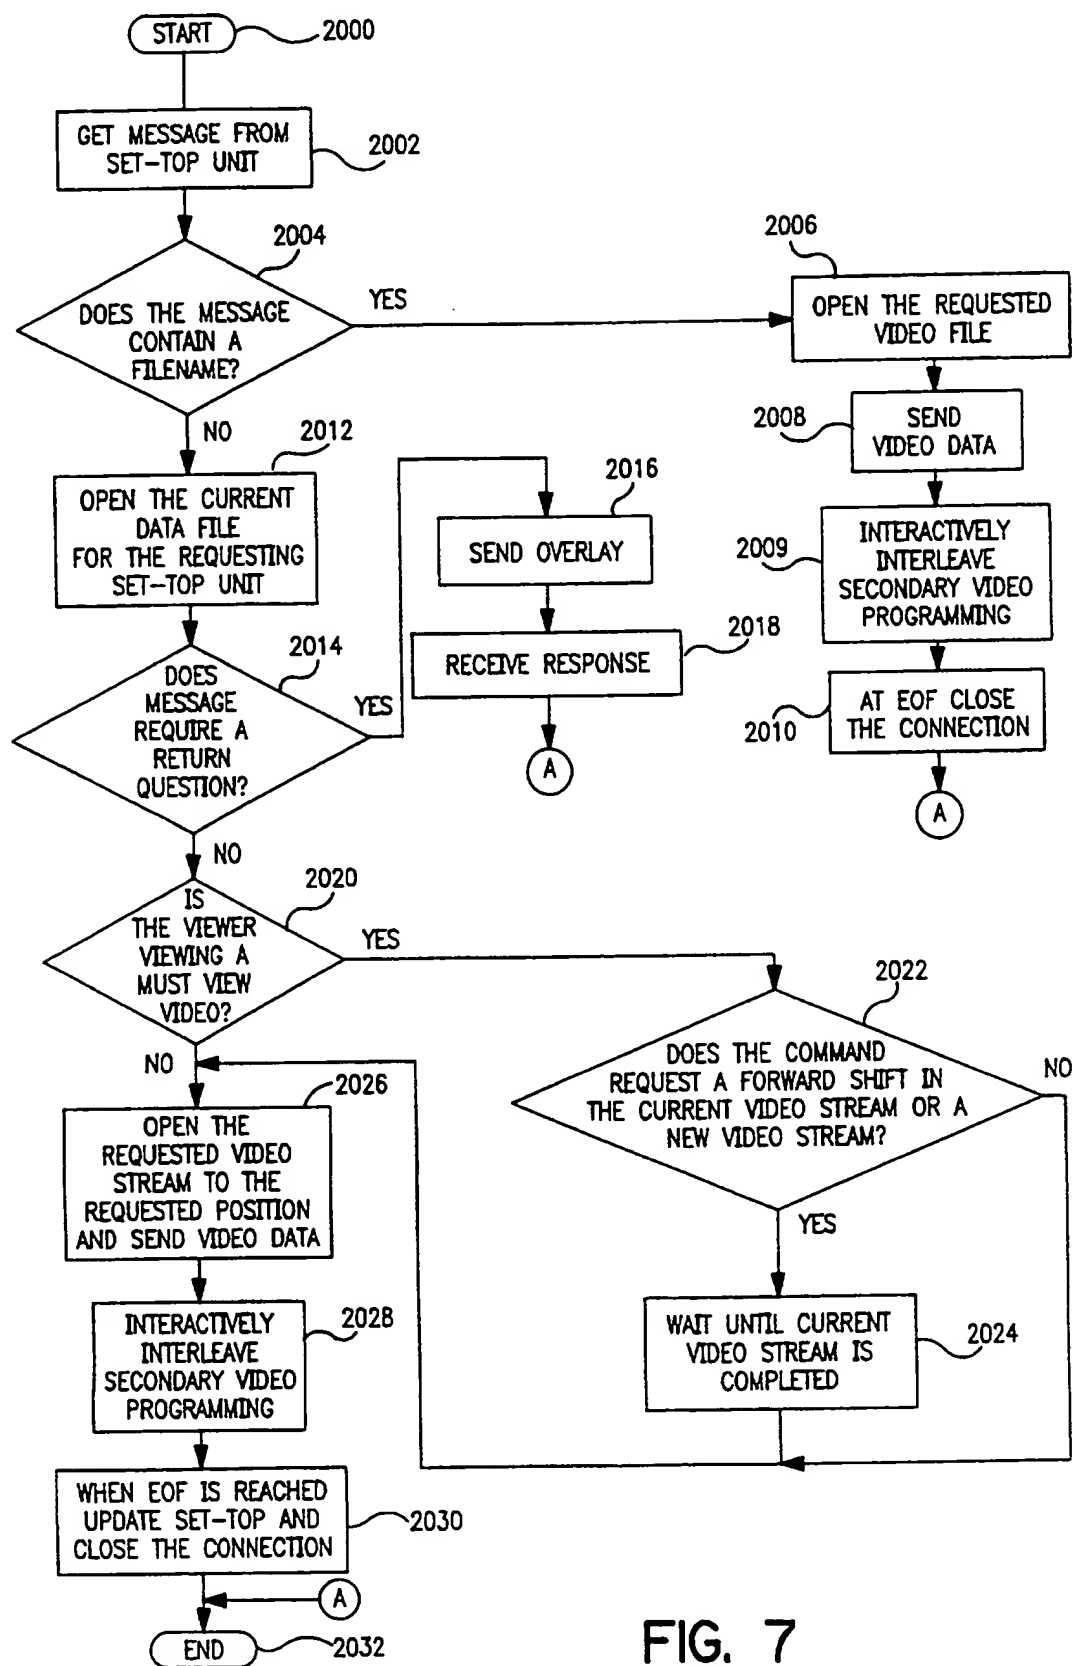 START
2000
GET MESSAGE FROM
SET-TOP UNIT
2002
2004
DOES THE MESSAGE
CONTAIN A
FILENAME?
YES
NO
2006
OPEN THE REQUESTED
VIDEO FILE
2008
SEND
VIDEO DATA
2009
INTERACTIVELY
INTERLEAVE
SECONDARY VIDEO
PROGRAMMING
2010
AT EOF CLOSE
THE CONNECTION
A
2012
OPEN THE CURRENT
DATA FILE
FOR THE REQUESTING
SET-TOP UNIT
2014
DOES
MESSAGE
REQUIRE A
RETURN
QUESTION?
YES
NO
2016
SEND OVERLAY
2018
RECEIVE RESPONSE
A
2020
IS
THE VIEWER
VIEWING A
MUST VIEW
VIDEO?
YES
NO
2022
DOES THE COMMAND
REQUEST A FORWARD SHIFT IN
THE CURRENT VIDEO STREAM OR A
NEW VIDEO STREAM?
NO
YES
WAIT UNTIL CURRENT
VIDEO STREAM IS
COMPLETED
2024
2026
OPEN THE
REQUESTED VIDEO
STREAM TO THE
REQUESTED POSITION
AND SEND VIDEO DATA
2028
INTERACTIVELY
INTERLEAVE
SECONDARY VIDEO
PROGRAMMING
WHEN EOF IS REACHED
UPDATE SET-TOP AND
CLOSE THE CONNECTION
2030
A
END
2032
FIG. 7